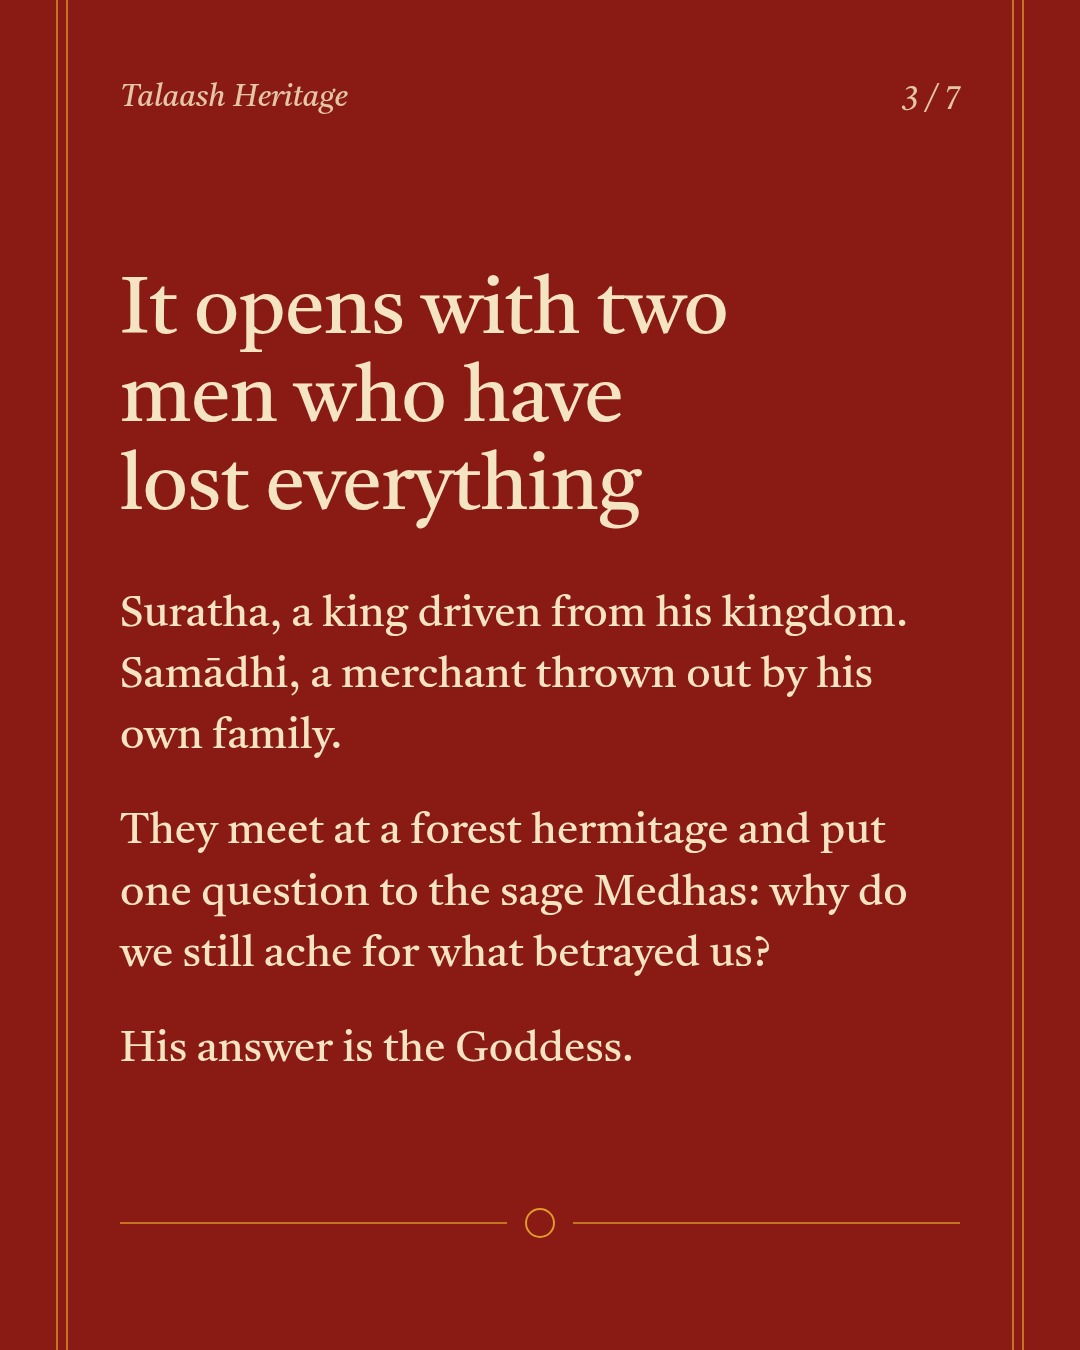 Talaash Heritage
3 / 7
It opens with two
men who have
lost everything
Suratha, a king driven from his kingdom.
Samādhi, a merchant thrown out by his
own family.
They meet at a forest hermitage and put
one question to the sage Medhas: why do
we still ache for what betrayed us?
His answer is the Goddess.